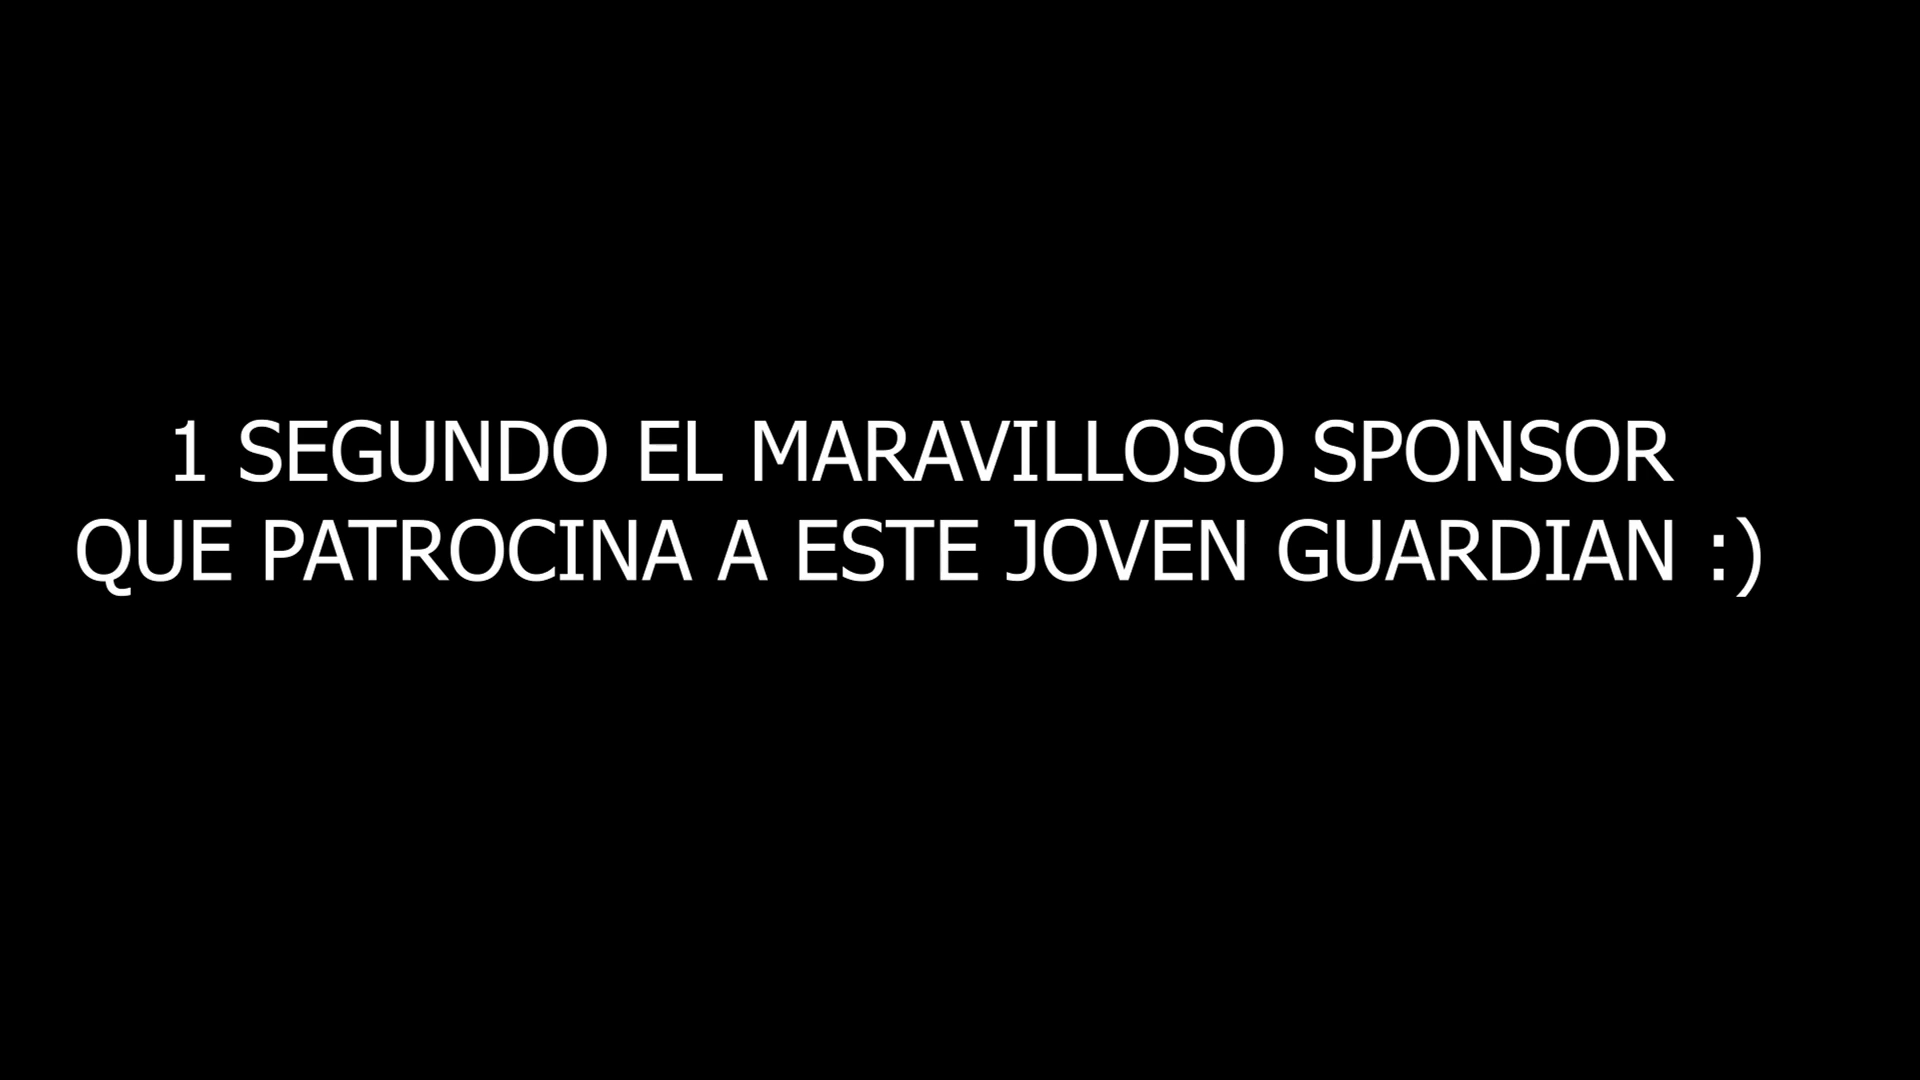 1 SEGUNDO EL MARAVILLOSO SPONSOR
QUE PATROCINA A ESTE JOVEN GUARDIAN :)